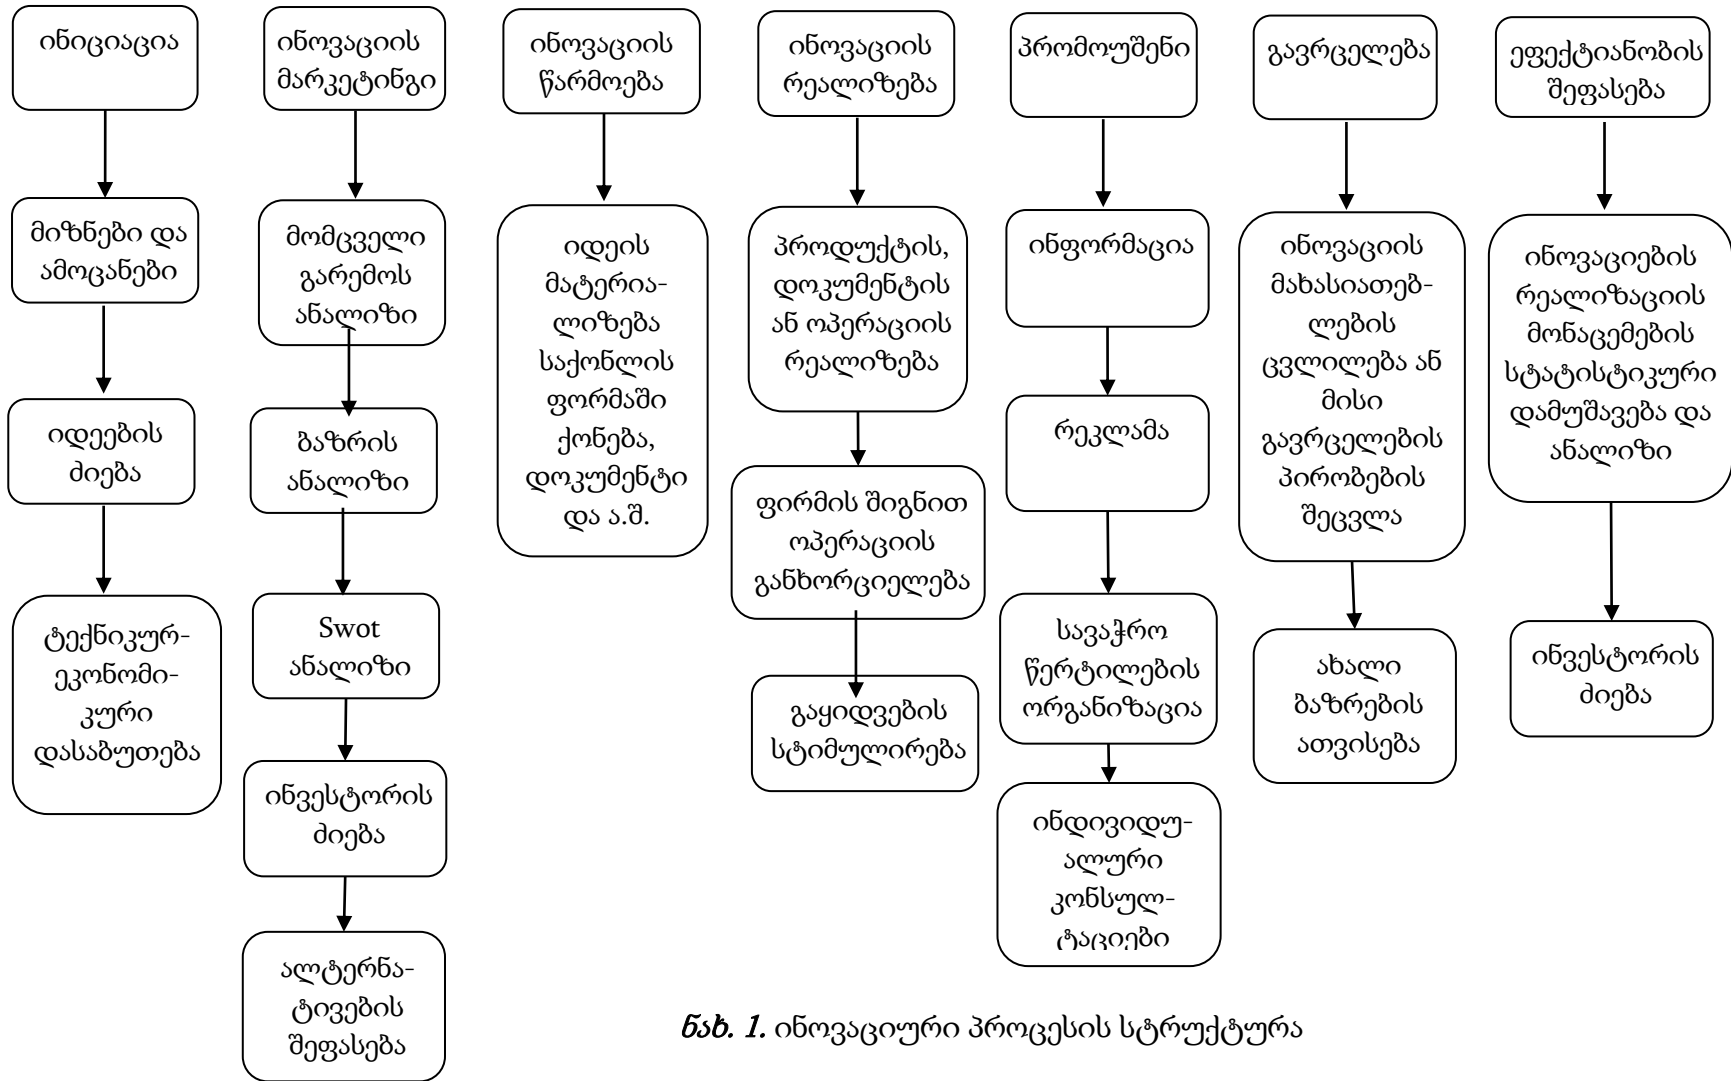 ინიციაცია
მიზნები და
ამოცანები
იდეების
ძიება
ტექნიკურ-
ეკონომი-
კური
დასაბუთება
ინოვაციის
მარკეტინგი
მომცველი
გარემოს
ანალიზი
ბაზრის
ანალიზი
Swot
ანალიზი
ინვესტორის
ძიება
ალტერნა-
ტივების
შეფასება
ინოვაციის
წარმოება
იდეის
მატერია-
ლიზება
საქონლის
ფორმაში
ქონება,
დოკუმენტი
და ა.შ.
ინოვაციის
რეალიზება
პროდუქტის,
დოკუმენტის
ან ოპერაციის
რეალიზება
ფირმის შიგნით
ოპერაციის
განხორციელება
გაყიდვების
სტიმულირება
პრომოუშენი
ინფორმაცია
რეკლამა
სავაჭრო
წერტილების
ორგანიზაცია
ინდივიდუ-
ალური
კონსულ-
ტაციები
გავრცელება
ინოვაციის
მახასიათებ-
ლების
ცვლილება ან
მისი
გავრცელების
პირობების
შეცვლა
ახალი
ბაზრების
ათვისება
ეფექტიანობის
შეფასება
ინოვაციების
რეალიზაციის
მონაცემების
სტატისტიკური
დამუშავება და
ანალიზი
ინვესტორის
ძიება
ნახ. 1. ინოვაციური პროცესის სტრუქტურა